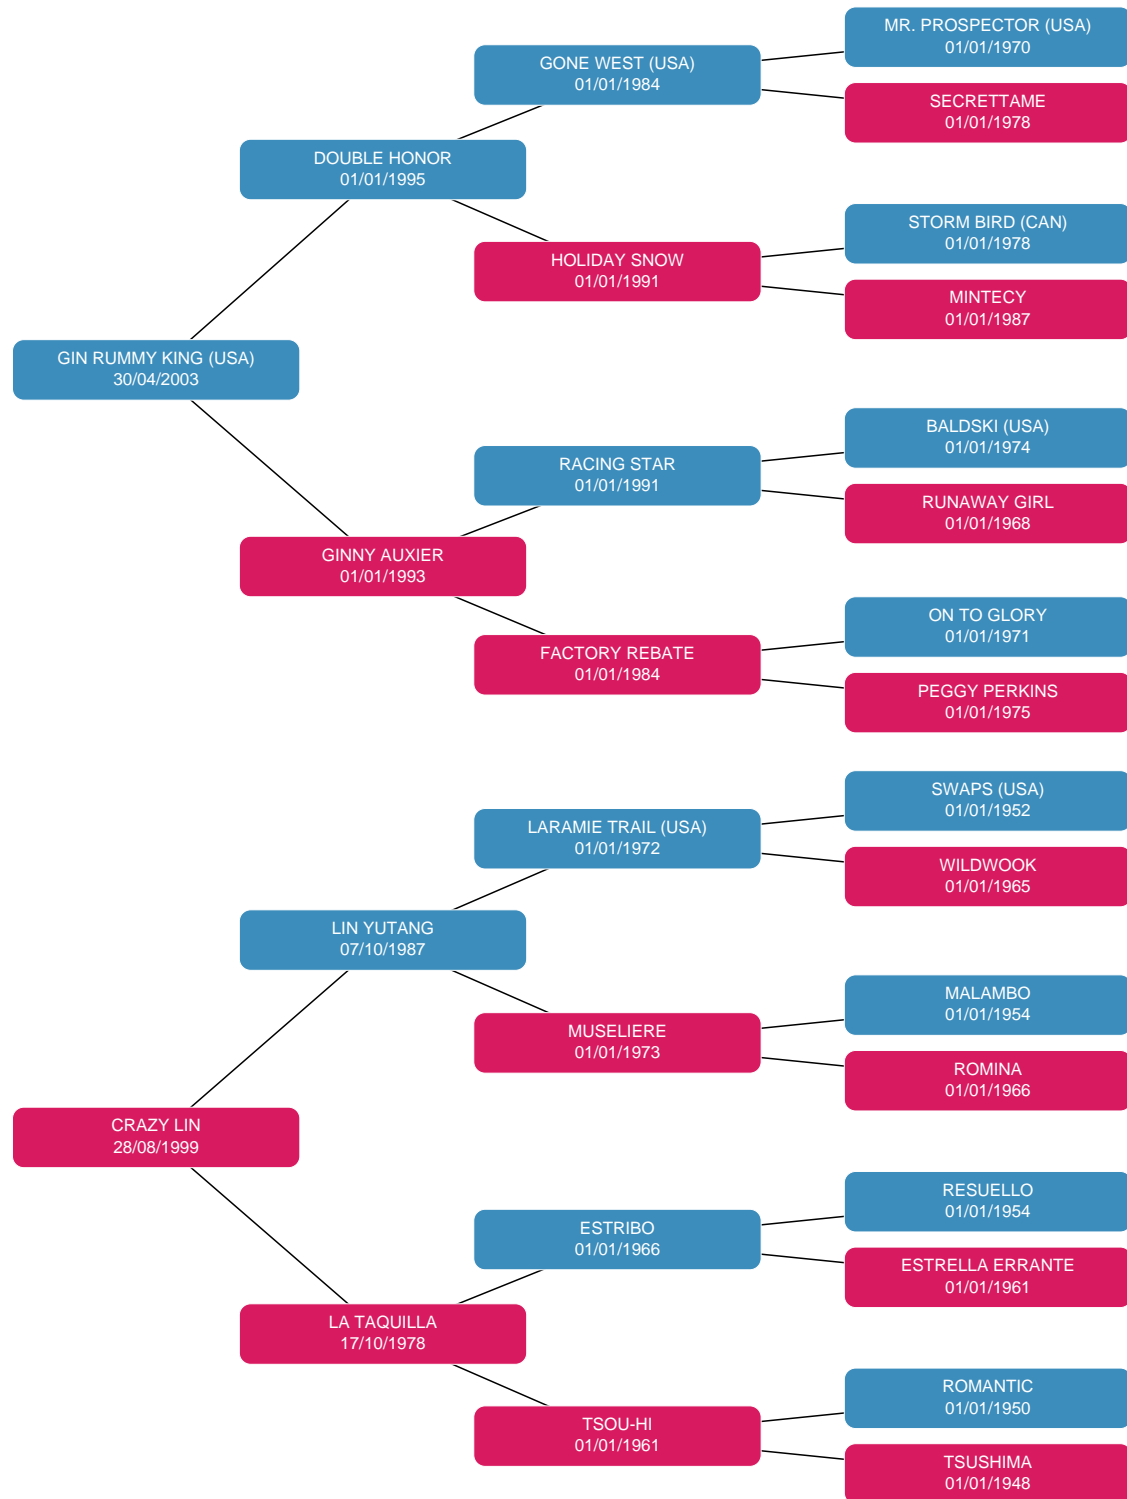 MR. PROSPECTOR (USA)
01/01/1970
GONE WEST (USA)
01/01/1984
SECRETTAME
01/01/1978
DOUBLE HONOR
01/01/1995
STORM BIRD (CAN)
01/01/1978
HOLIDAY SNOW
01/01/1991
MINTECY
01/01/1987
GIN RUMMY KING (USA)
30/04/2003
BALDSKI (USA)
01/01/1974
RACING STAR
01/01/1991
RUNAWAY GIRL
01/01/1968
GINNY AUXIER
01/01/1993
ON TO GLORY
01/01/1971
FACTORY REBATE
01/01/1984
PEGGY PERKINS
01/01/1975
SWAPS (USA)
01/01/1952
LARAMIE TRAIL (USA)
01/01/1972
WILDWOOK
01/01/1965
LIN YUTANG
07/10/1987
MALAMBO
01/01/1954
MUSELIERE
01/01/1973
ROMINA
01/01/1966
CRAZY LIN
28/08/1999
RESUELLO
01/01/1954
ESTRIBO
01/01/1966
ESTRELLA ERRANTE
01/01/1961
LA TAQUILLA
17/10/1978
ROMANTIC
01/01/1950
TSOU-HI
01/01/1961
TSUSHIMA
01/01/1948